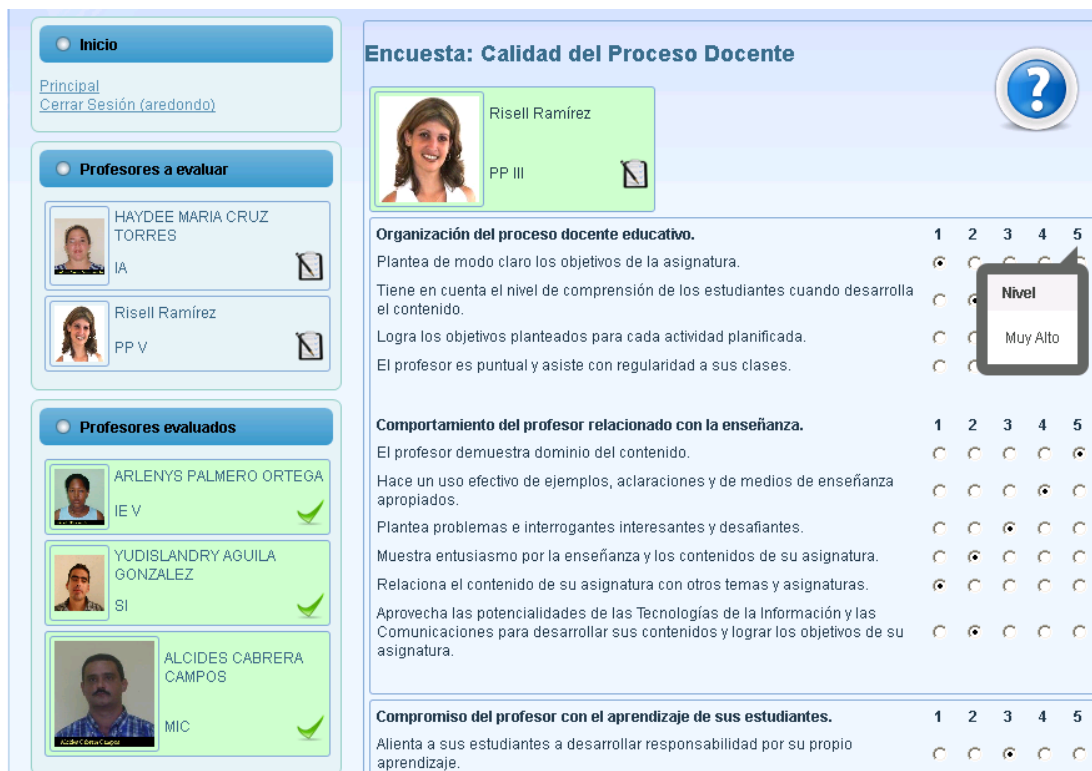 Inicio
Principal
Cerrar Sesión (aredondo)
Profesores a evaluar
HAYDEE MARIA CRUZ
TORRES
IA
Risell Ramírez
PP V
Profesores evaluados
ARLENYS PALMERO ORTEGA
IE V
YUDISLANDRY AGUILA
GONZALEZ
SI
ALCIDES CABRERA
CAMPOS
MIC
Alcides Cabrera Campos
Encuesta: Calidad del Proceso Docente
?
Risell Ramírez
PP III
Organización del proceso docente educativo. 1 2 3 4 5
Plantea de modo claro los objetivos de la asignatura.
Tiene en cuenta el nivel de comprensión de los estudiantes cuando desarrolla
el contenido.
Logra los objetivos planteados para cada actividad planificada.
El profesor es puntual y asiste con regularidad a sus clases.
Nivel
Muy Alto
Comportamiento del profesor relacionado con la enseñanza. 1 2 3 4 5
El profesor demuestra dominio del contenido.
Hace un uso efectivo de ejemplos, aclaraciones y de medios de enseñanza
apropiados.
Plantea problemas e interrogantes interesantes y desafiantes.
Muestra entusiasmo por la enseñanza y los contenidos de su asignatura.
Relaciona el contenido de su asignatura con otros temas y asignaturas.
Aprovecha las potencialidades de las Tecnologías de la Información y las
Comunicaciones para desarrollar sus contenidos y lograr los objetivos de su
asignatura.
Compromiso del profesor con el aprendizaje de sus estudiantes. 1 2 3 4 5
Alienta a sus estudiantes a desarrollar responsabilidad por su propio
aprendizaje.